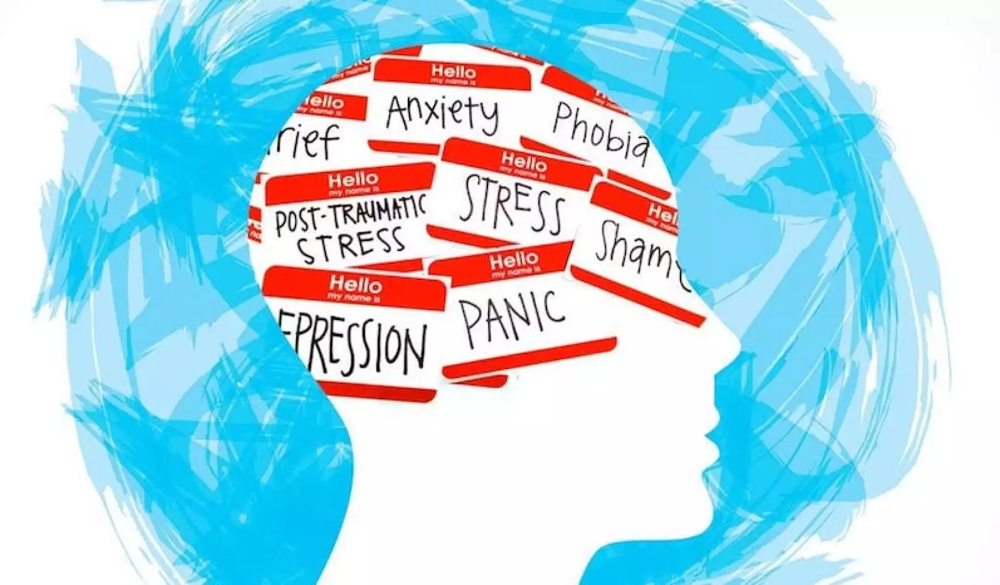 Hello
my name is
Anxiety
my name
Hello
my name is
rief
Phobia
Hello
my name is
STRESS
Hello
my name is
POST-TRAUMATIC
STRESS
Hel
my name
Sham
Hello
my name is
PANIC
Hello
my name is
EPRESSION